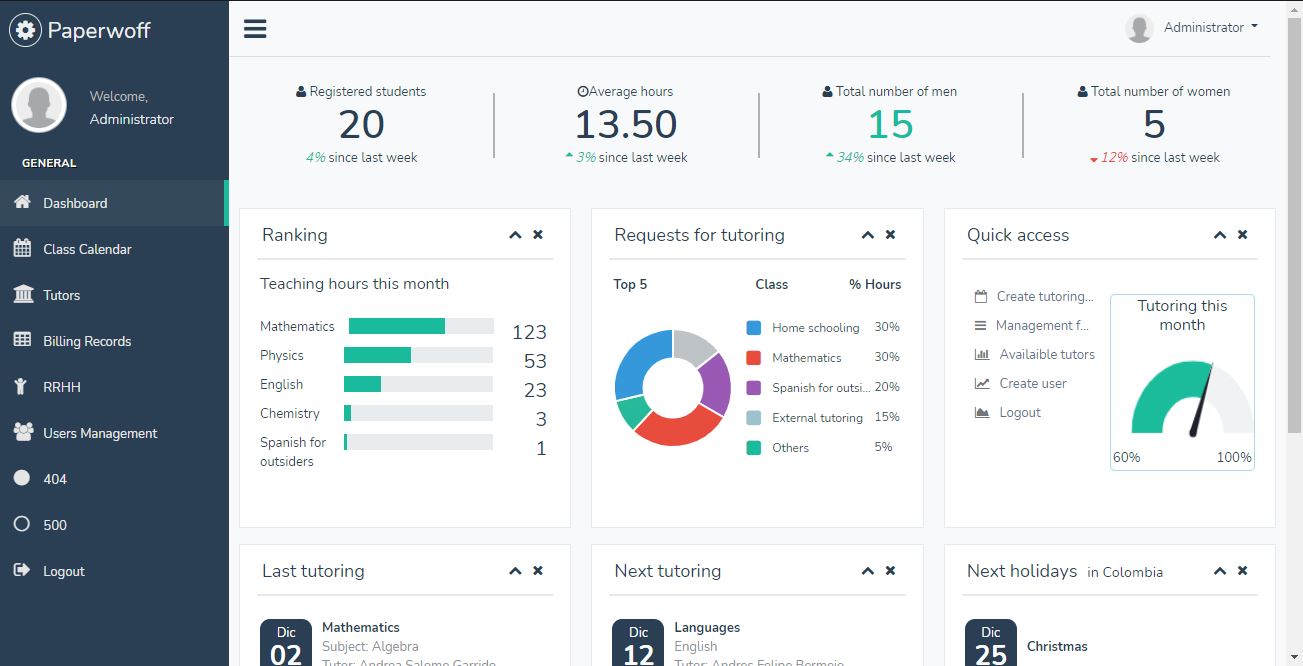 Paperwoff
Administrator
Welcome,
Administrator
GENERAL
Dashboard
Class Calendar
Tutors
Billing Records
RRHH
Users Management
404
500
Logout
Registered students
20
4% since last week
Average hours
13.50
3% since last week
Total number of men
15
34% since last week
Total number of women
5
12% since last week
Ranking
Teaching hours this month
Mathematics 123
Physics 53
English 23
Chemistry 3
Spanish for
outsiders 1
Requests for tutoring
Top 5 Class % Hours
Home schooling 30%
Mathematics 30%
Spanish for outsi... 20%
External tutoring 15%
Others 5%
Quick access
Create tutoring...
Management f...
Availaible tutors
Create user
Logout
Tutoring this
month
60% 100%
Last tutoring
Dic
02
Mathematics
Subject: Algebra
Tutor: Andrea Salome Garrido
Next tutoring
Dic
12
Languages
English
Tutor: Andres Felipe Bermejo
Next holidays in Colombia
Dic
25
Christmas